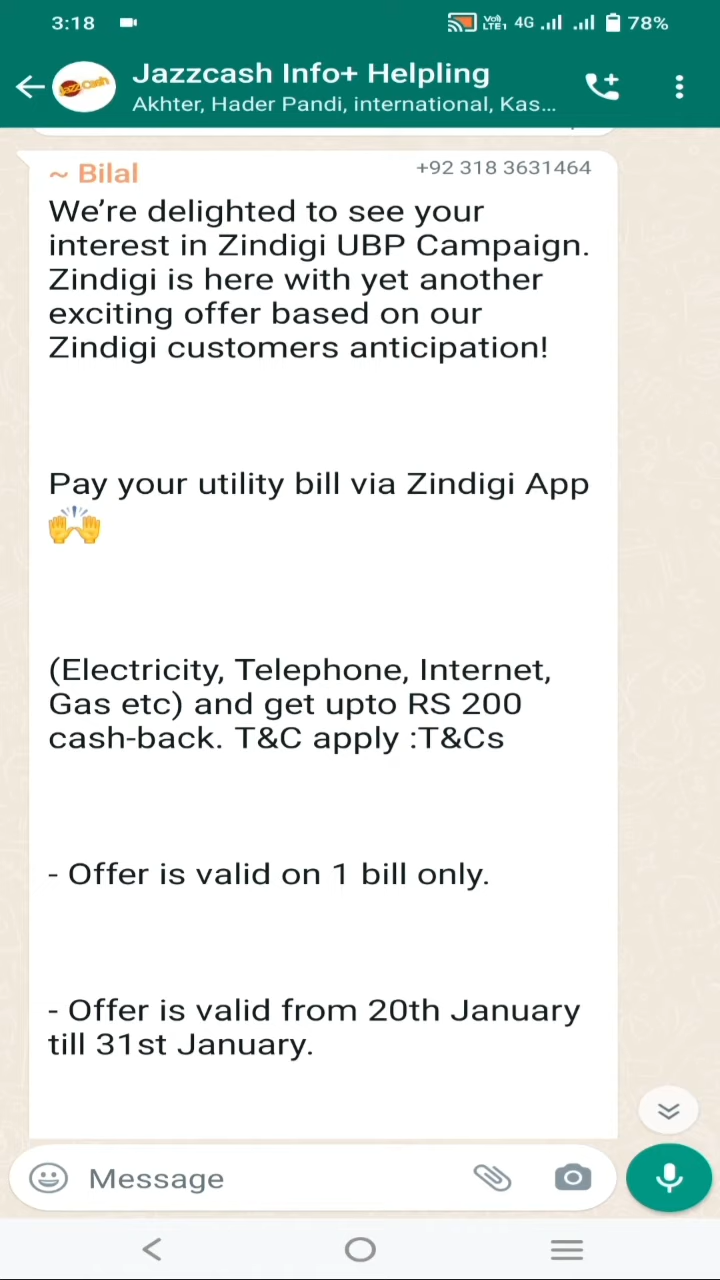 3:18 VoI LTE1 4G 78%
Jazzcash Info+ Helpling
Akhter, Hader Pandi, international, Kas...
~ Bilal +92 318 3631464
We’re delighted to see your
interest in Zindigi UBP Campaign.
Zindigi is here with yet another
exciting offer based on our
Zindigi customers anticipation!
Pay your utility bill via Zindigi App
🙌
(Electricity, Telephone, Internet,
Gas etc) and get upto RS 200
cash-back. T&C apply :T&Cs
- Offer is valid on 1 bill only.
- Offer is valid from 20th January
till 31st January.
Message